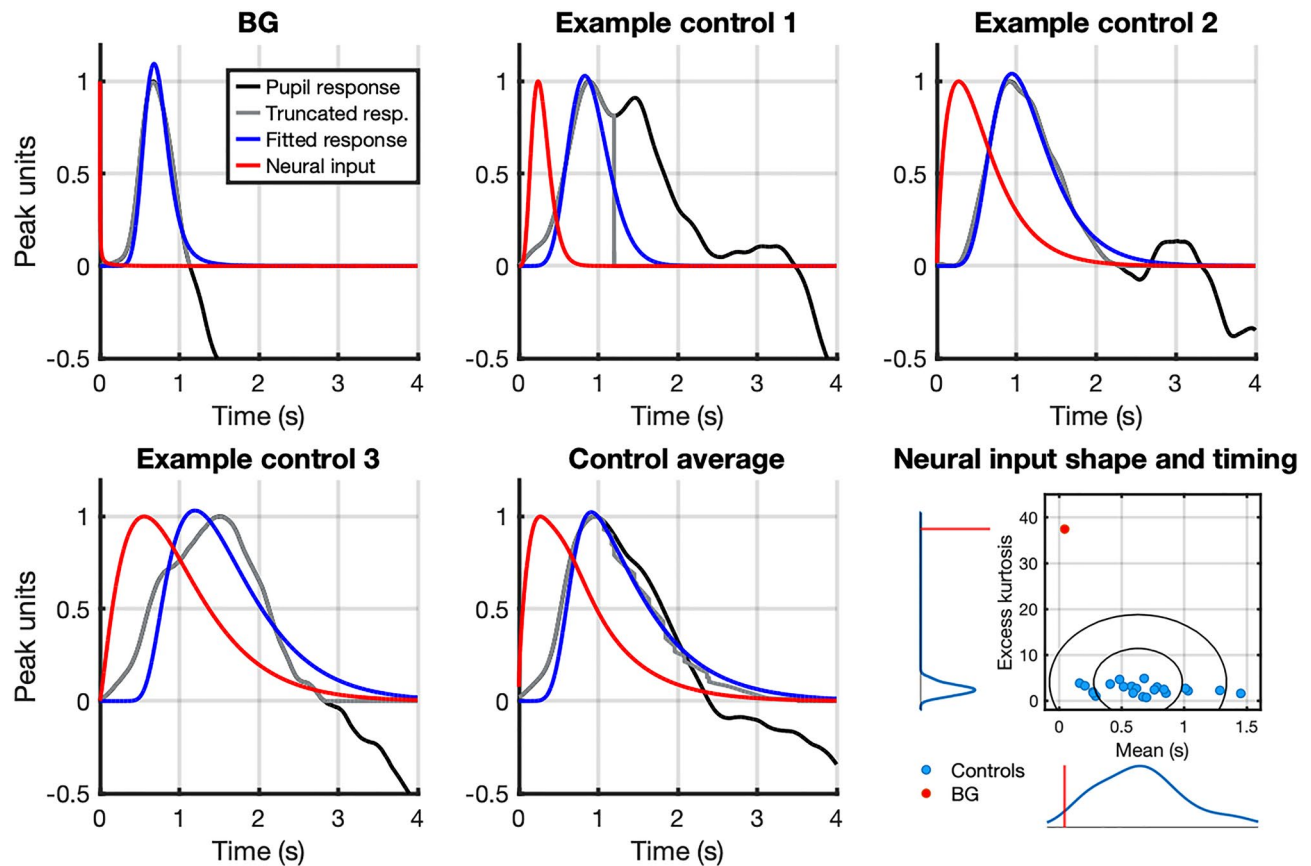 BG
Example control 1
Example control 2
Peak units
1
0.5
0
-0.5
Pupil response
Truncated resp.
Fitted response
Neural input
0 1 2 3 4
Time (s)
1
0.5
0
-0.5
0 1 2 3 4
Time (s)
1
0.5
0
-0.5
0 1 2 3 4
Time (s)
Example control 3
Control average
Neural input shape and timing
Peak units
1
0.5
0
-0.5
0 1 2 3 4
Time (s)
1
0.5
0
-0.5
0 1 2 3 4
Time (s)
Excess kurtosis
40
30
20
10
0
0 0.5 1 1.5
Mean (s)
Controls
BG